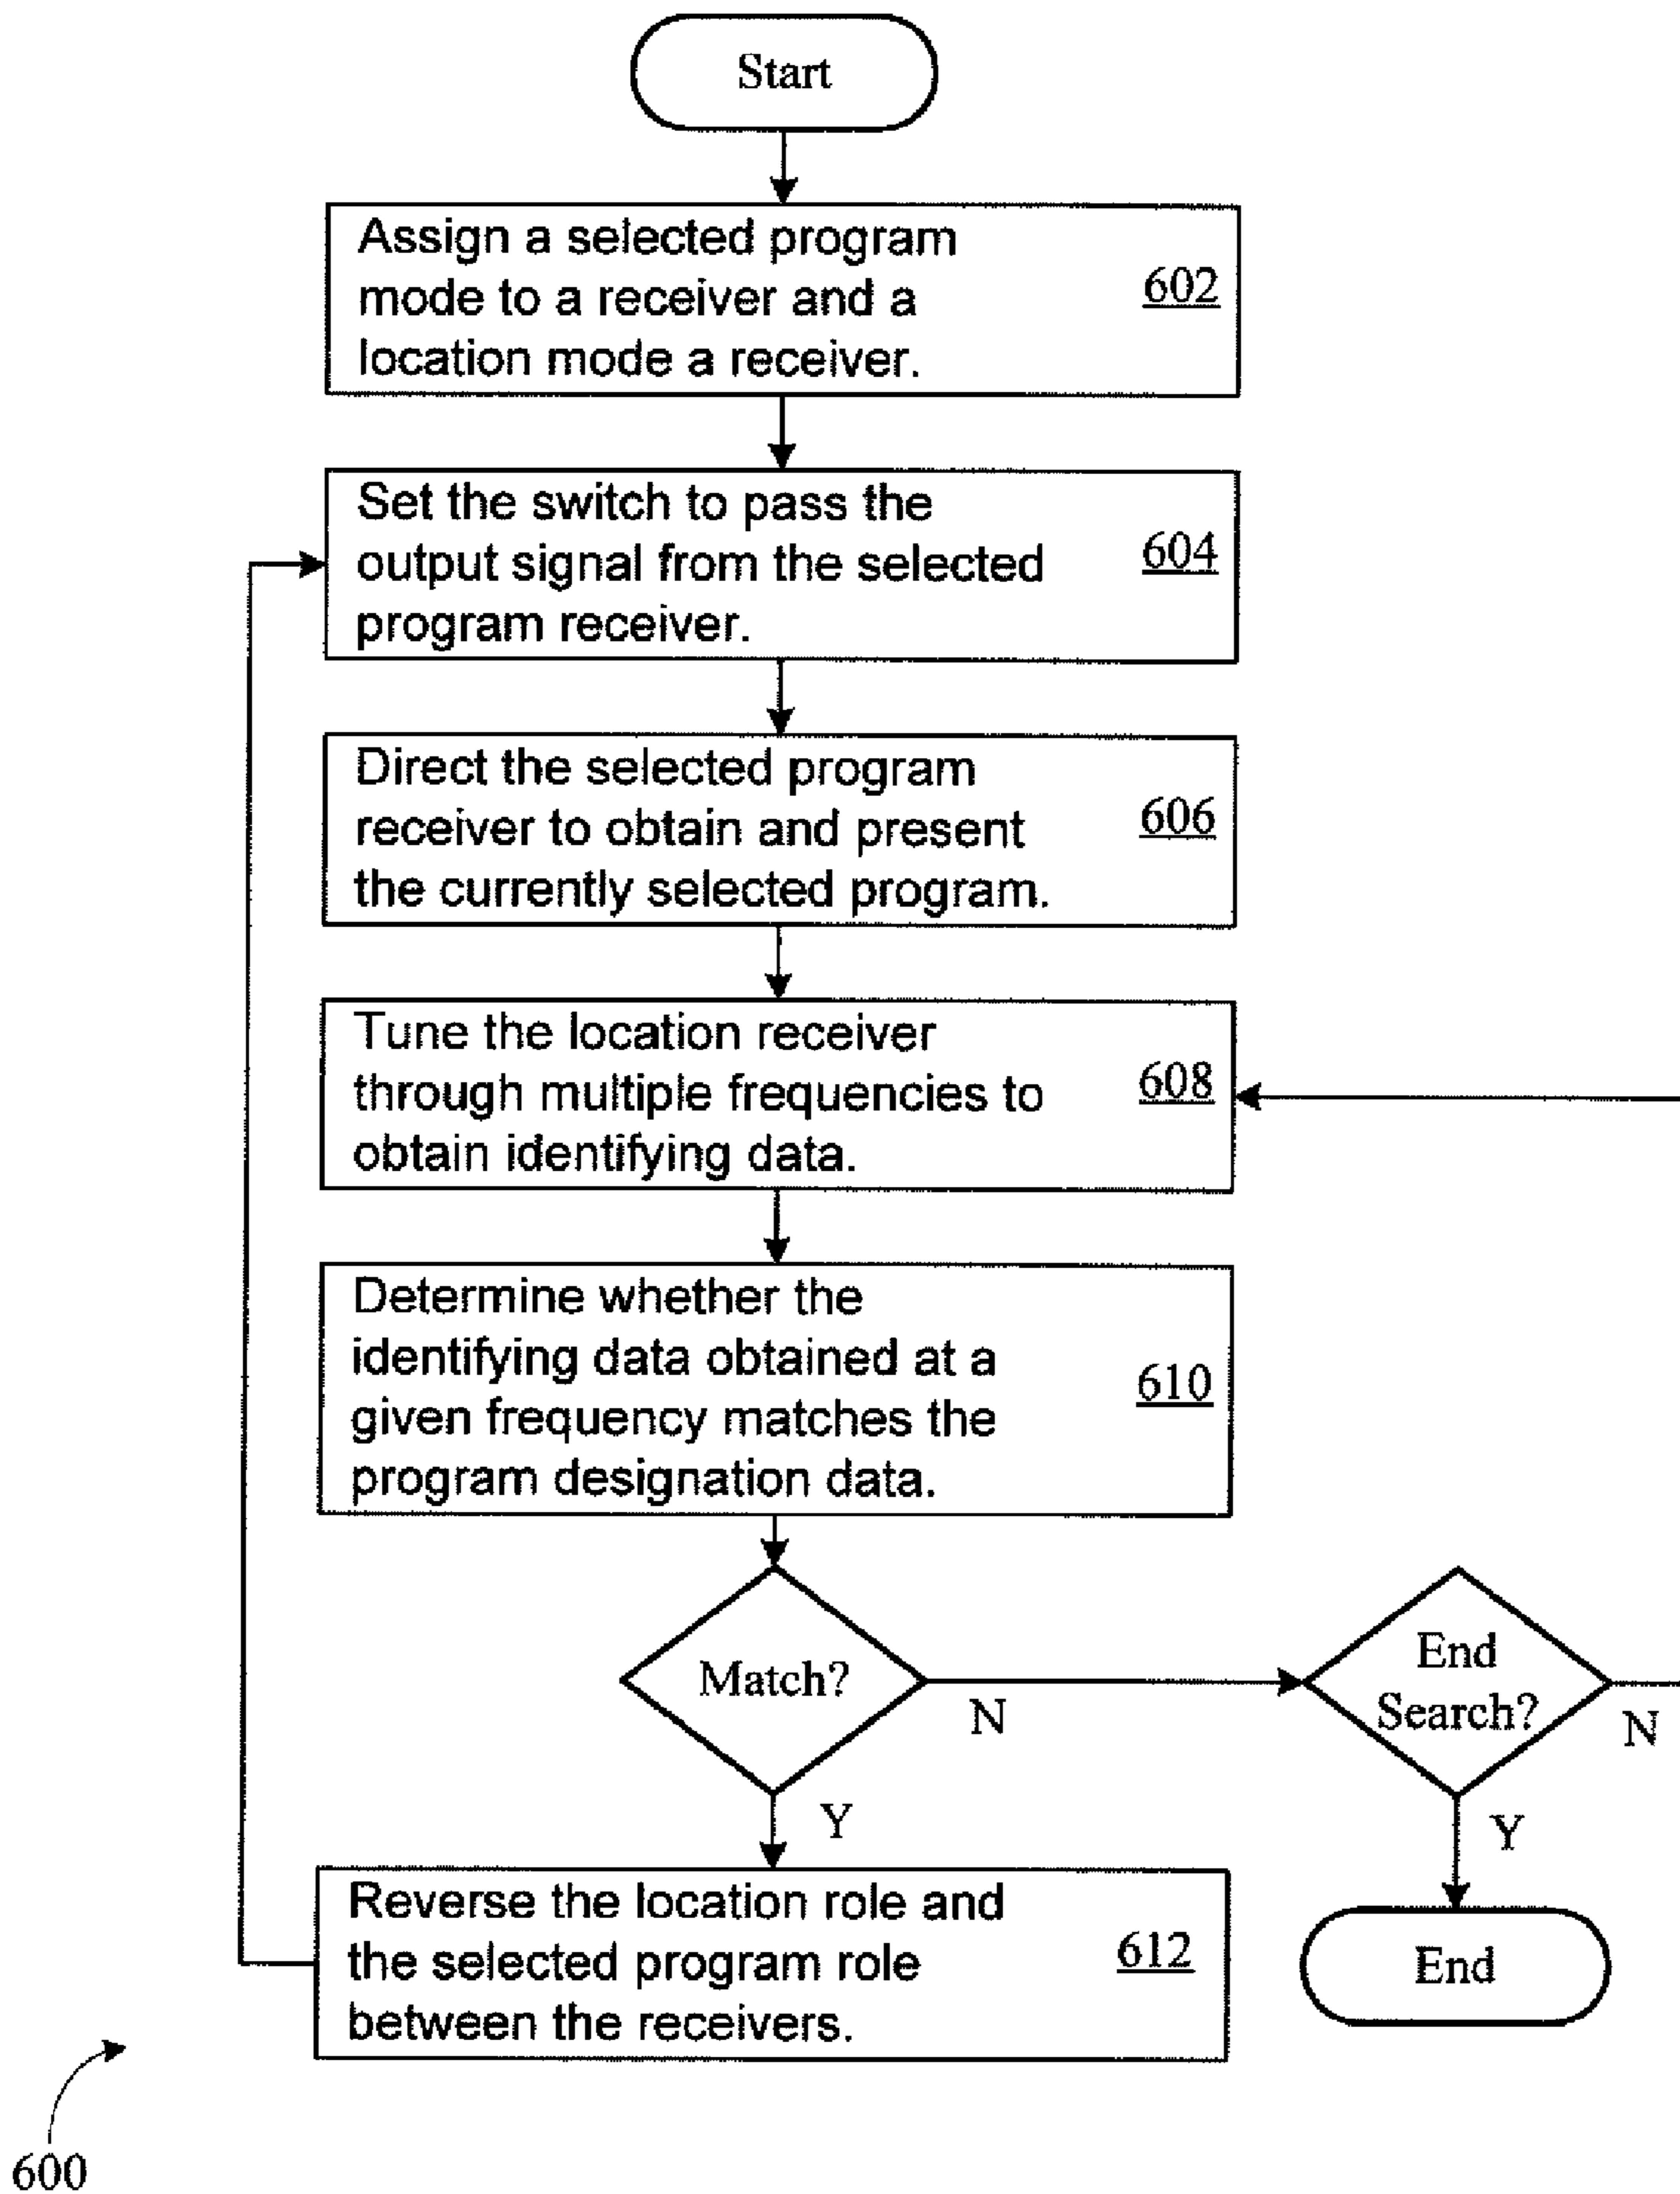 Start
Assign a selected program
mode to a receiver and a
location mode a receiver.
602
Set the switch to pass the
output signal from the selected
program receiver.
604
Direct the selected program
receiver to obtain and present
the currently selected program.
606
Tune the location receiver
through multiple frequencies to
obtain identifying data.
608
Determine whether the
identifying data obtained at a
given frequency matches the
program designation data.
610
Match?
N
End
Search?
N
Y
Y
Reverse the location role and
the selected program role
between the receivers.
612
End
600